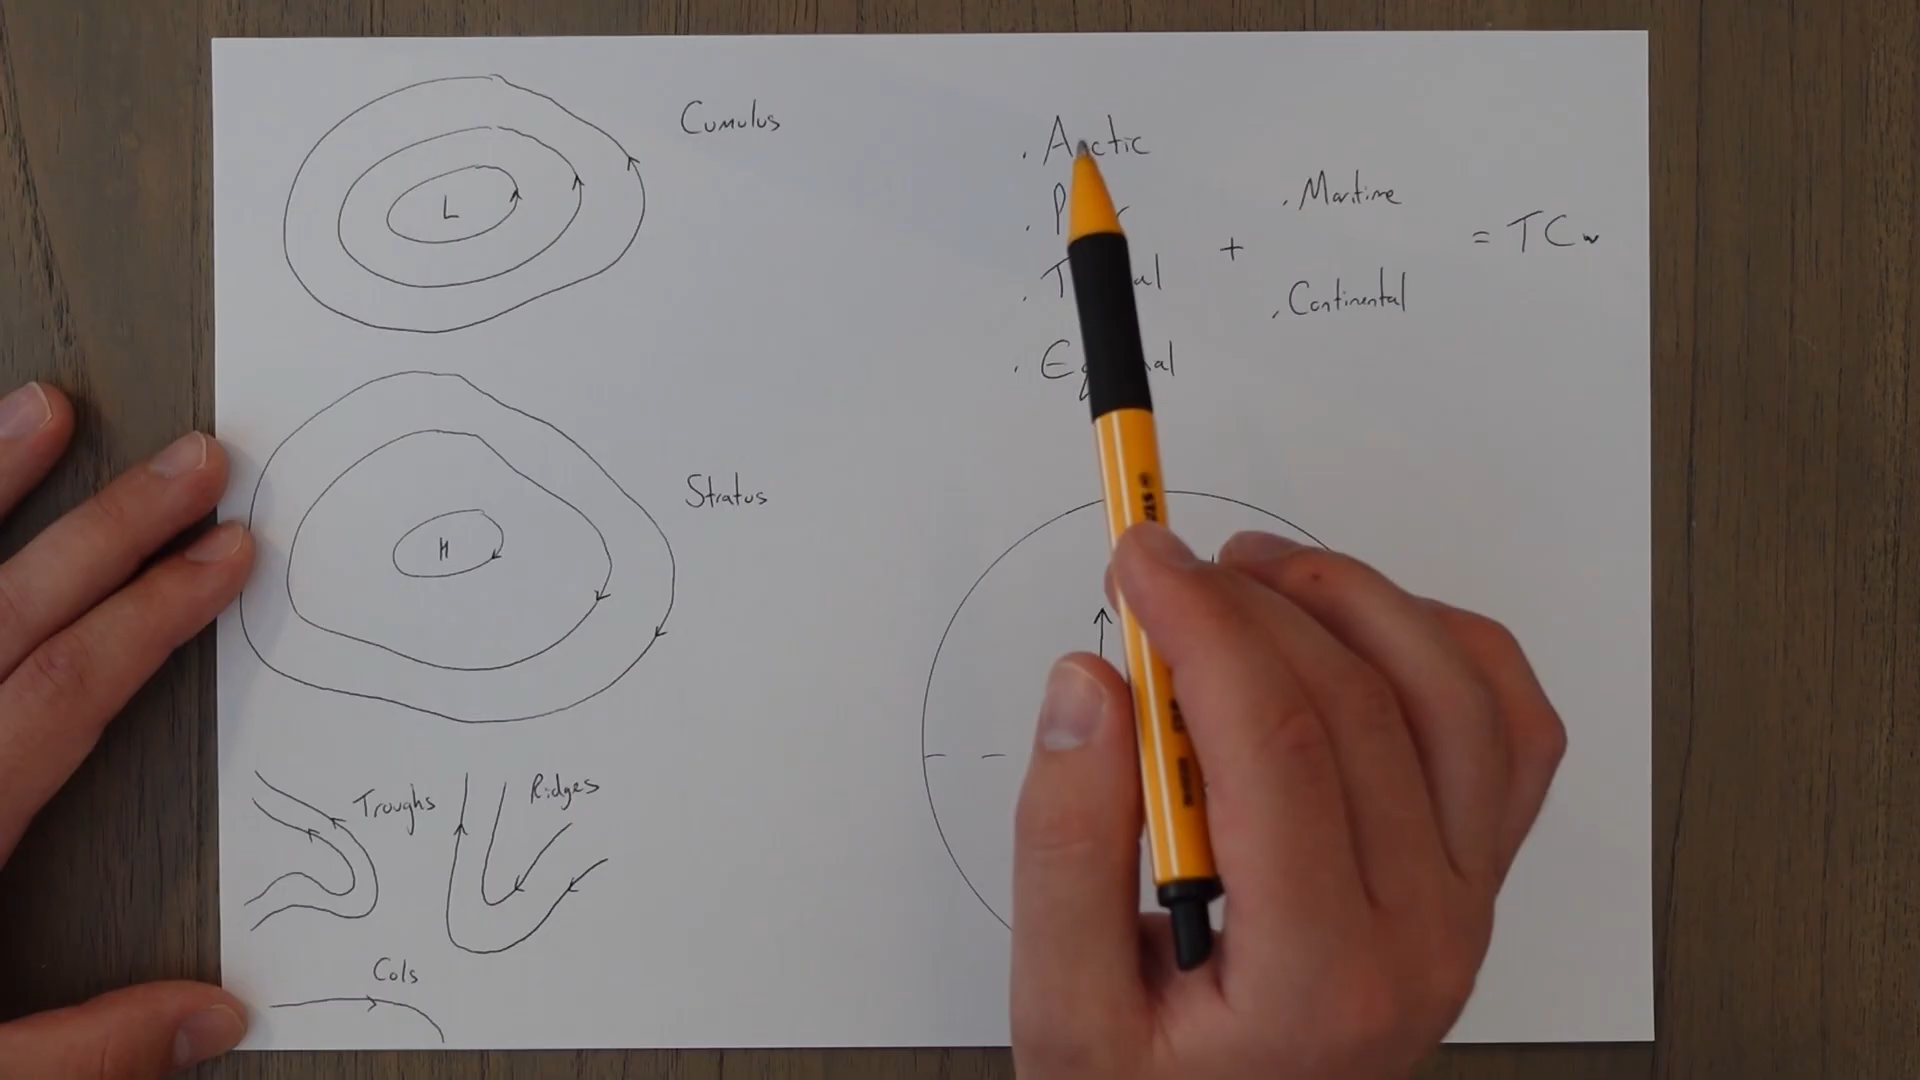 Cumulus
L
. Arctic
. Maritime
+
= TCw
. Continental
Stratus
H
Troughs
Ridges
Cols